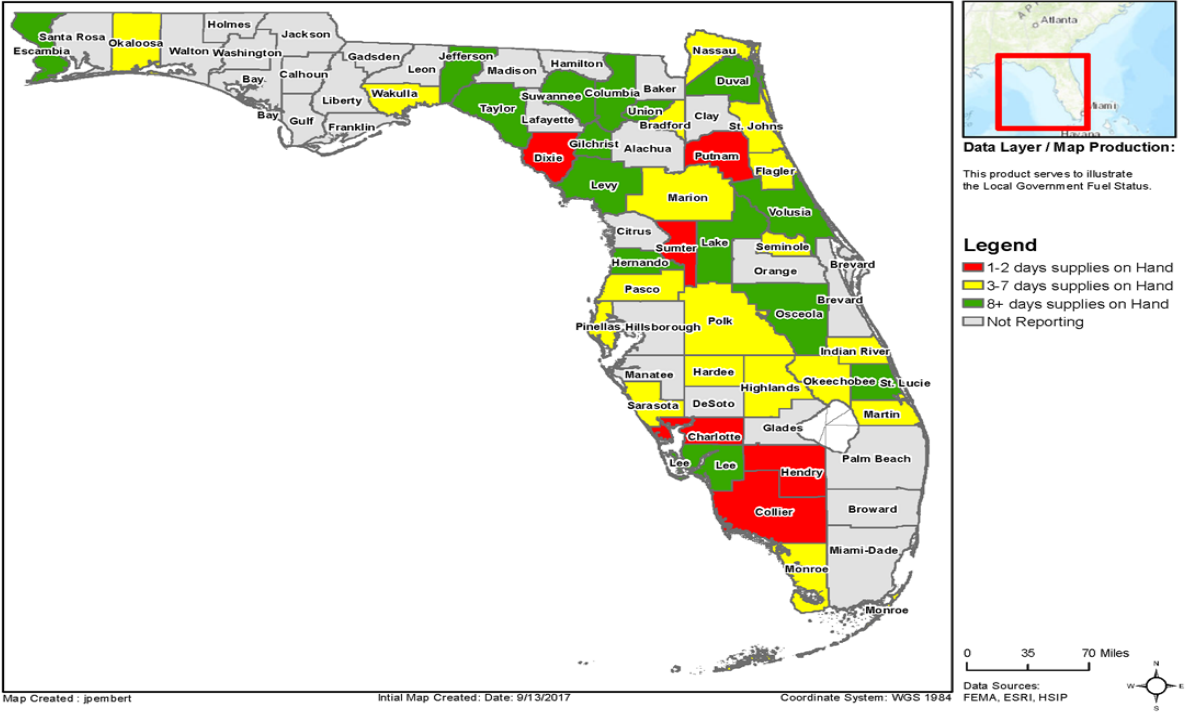 Holmes
Jackson
Santa Rosa
Okaloosa
Escambia
Walton
Washington
Gadsden
Jefferson
Hamilton
Nassau
Leon
Madison
Calhoun
Bay
Baker
Duval
Suwannee
Columbia
Wakulla
Liberty
Taylor
Union
Bay
Gulf
Lafayette
Clay
St. Johns
Franklin
Bradford
Gilchrist
Alachua
Dixie
Putnam
Flagler
Levy
Marion
Volusia
Citrus
Sumter
Lake
Seminole
Hernando
Brevard
Orange
Pasco
Brevard
Osceola
Polk
Pinellas
Hillsborough
Indian River
Manatee
Hardee
Okeechobee
St. Lucie
Highlands
Sarasota
DeSoto
Martin
Charlotte
Glades
Palm Beach
Lee
Lee
Hendry
Collier
Broward
Miami-Dade
Monroe
Monroe
Map Created : jpembert
Intial Map Created: Date: 9/13/2017
Coordinate System: WGS 1984
Atlanta
Miami
Havana
Data Layer / Map Production:
This product serves to illustrate
the Local Government Fuel Status.
Legend
1-2 days supplies on Hand
3-7 days supplies on Hand
8+ days supplies on Hand
Not Reporting
0 35 70 Miles
Data Sources:
FEMA, ESRI, HSIP
N
W
E
S